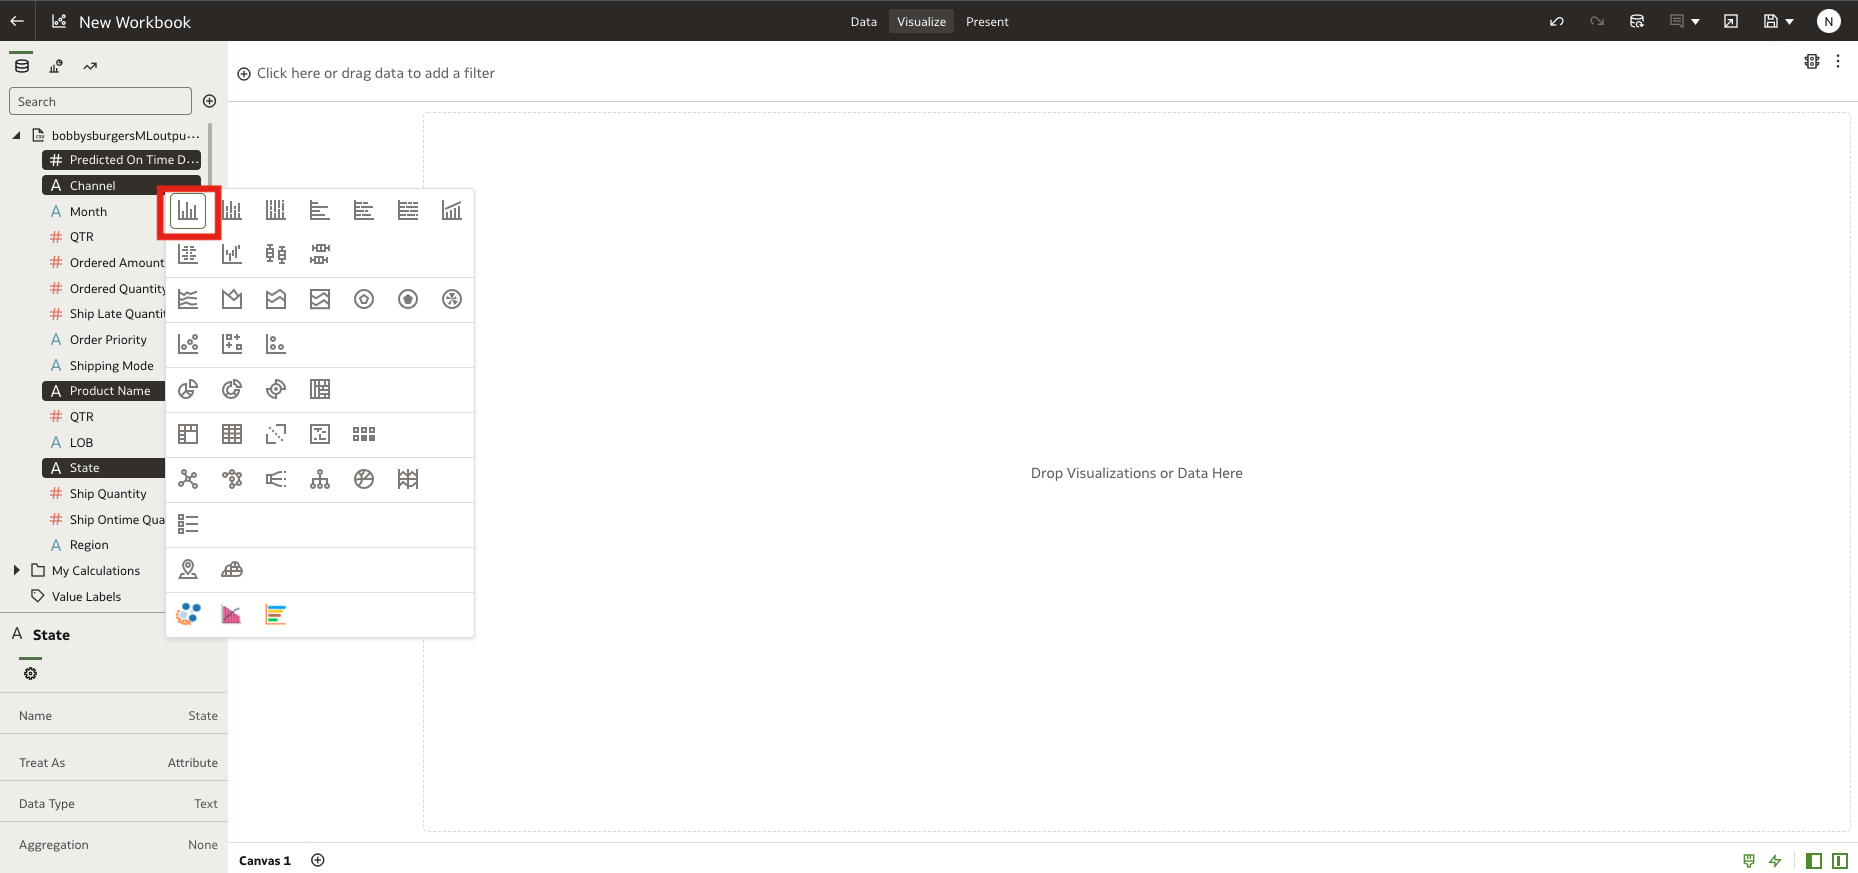 New Workbook
Data
Visualize
Present
N
Search
Click here or drag data to add a filter
bobbysburgersMLoutpu...
# Predicted On Time D...
A Channel
A Month
# QTR
# Ordered Amount
# Ordered Quantity
# Ship Late Quantit
A Order Priority
A Shipping Mode
A Product Name
# QTR
A LOB
A State
# Ship Quantity
# Ship Ontime Qua
A Region
My Calculations
Value Labels
Drop Visualizations or Data Here
A State
Name State
Treat As Attribute
Data Type Text
Aggregation None
Canvas 1